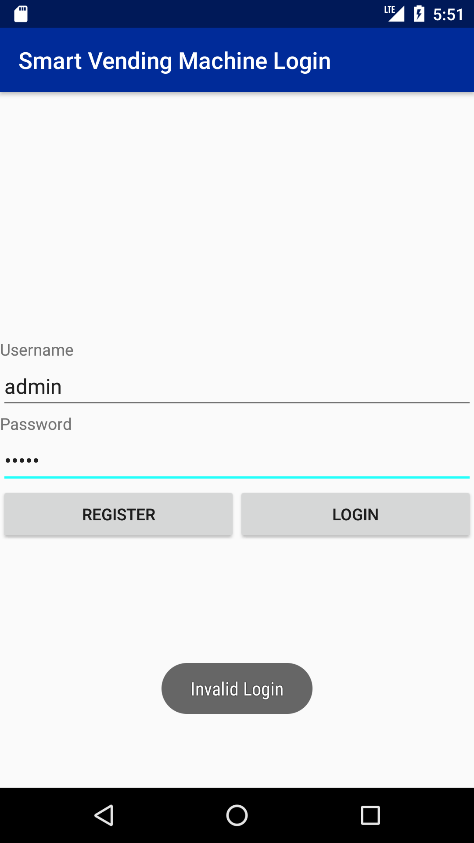 LTE 5:51
Smart Vending Machine Login
Username
admin
Password
•••••
REGISTER LOGIN
Invalid Login